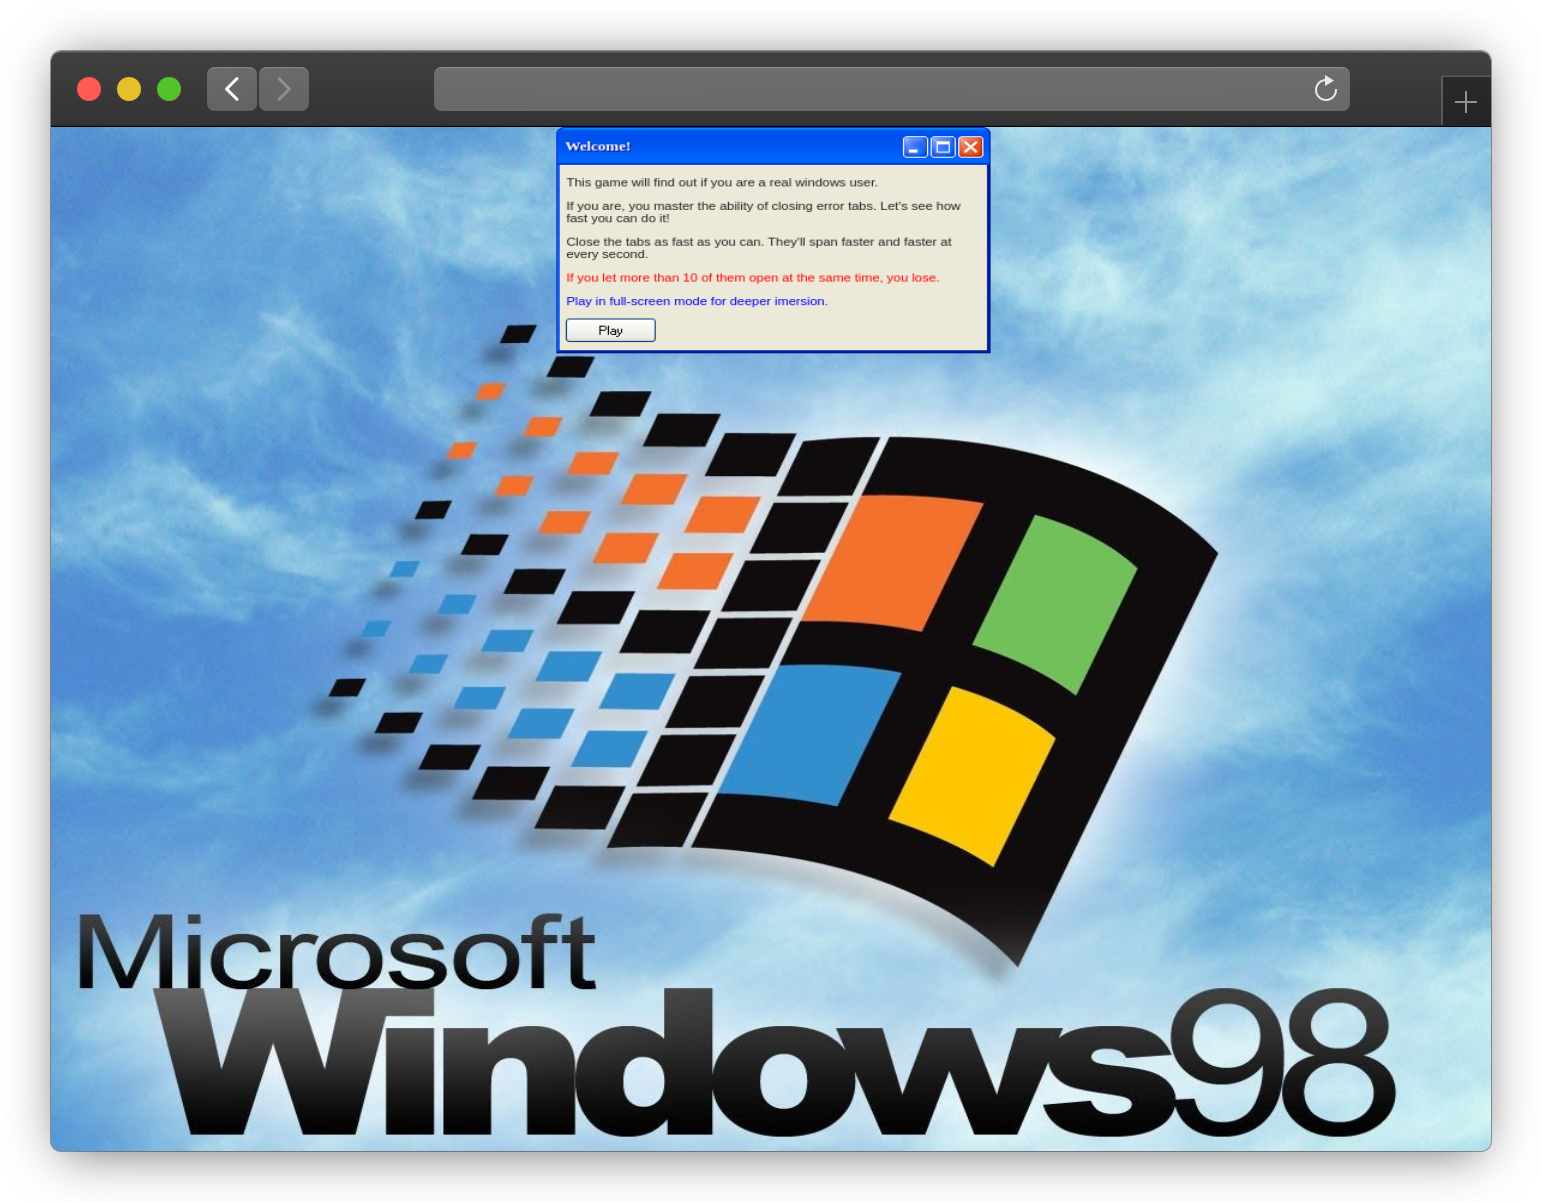 Welcome!
This game will find out if you are a real windows user.
If you are, you master the ability of closing error tabs. Let's see how
fast you can do it!
Close the tabs as fast as you can. They'll span faster and faster at
every second.
If you let more than 10 of them open at the same time, you lose.
Play in full-screen mode for deeper imersion.
Play
Microsoft
Windows98